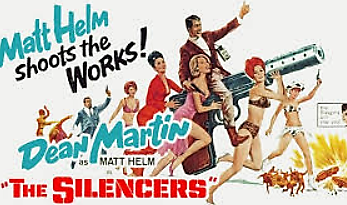 Matt Helm
SHOOTS THE
WORKS!
Dean Martin
as MATT HELM
"THE SILENCERS"